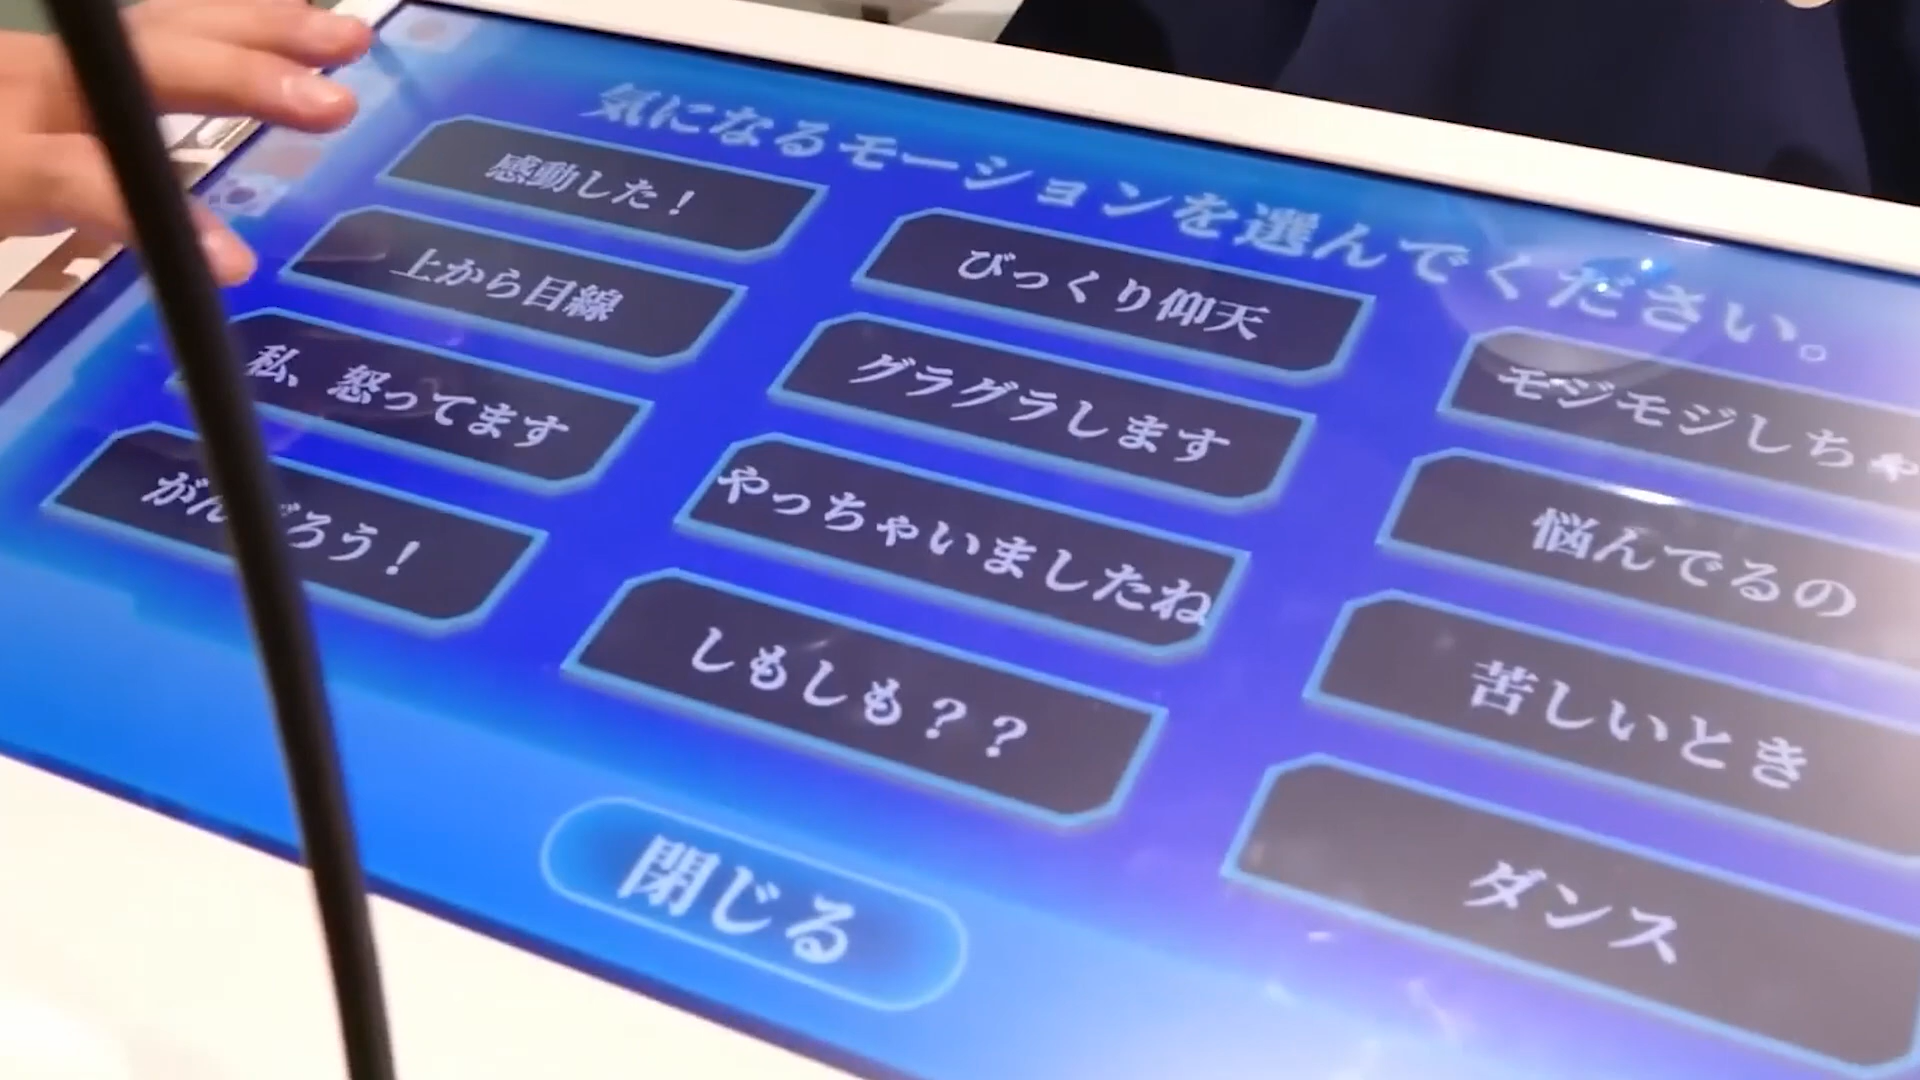 気になるモーションを選んでください。
感動した！
上から目線
私、怒ってます
がん ろう！
びっくり仰天
グラグラします
やっちゃいましたね
しもしも？？
モジモジしちゃ
悩んでるの
苦しいとき
ダンス
閉じる